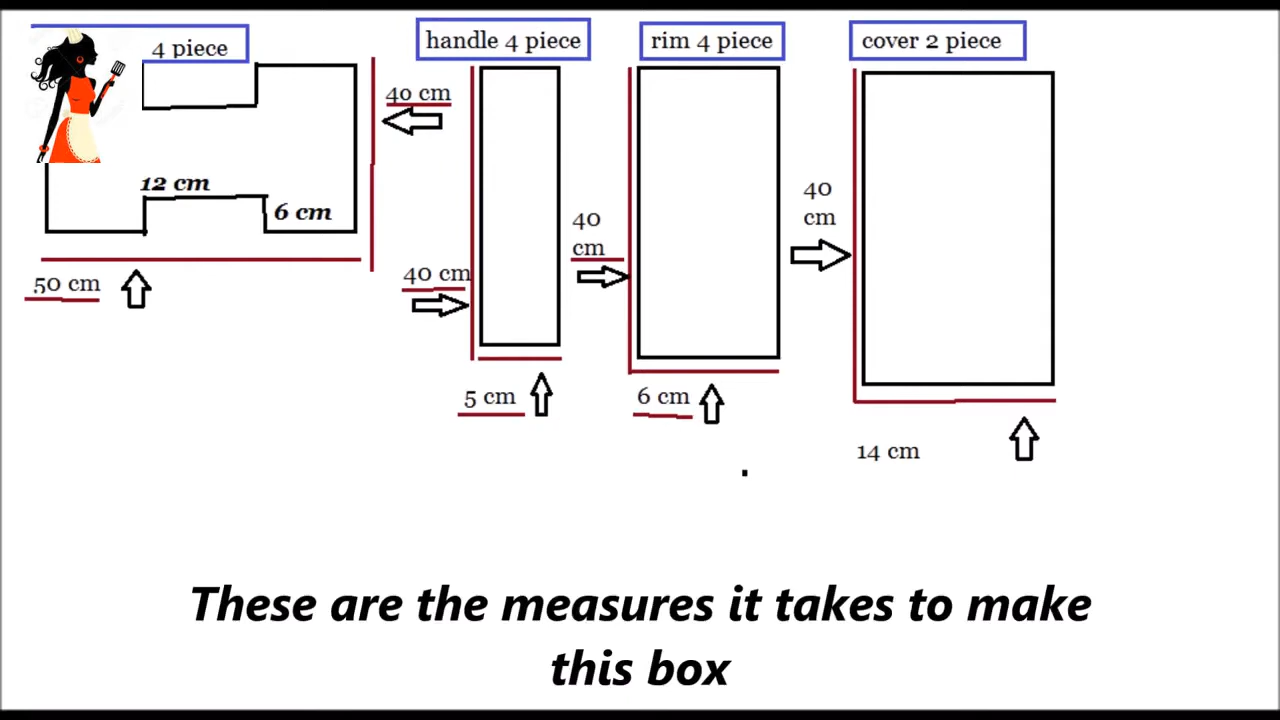 4 piece
handle 4 piece
rim 4 piece
cover 2 piece
40 cm
12 cm
6 cm
50 cm
40 cm
5 cm
40
cm
6 cm
40
cm
14 cm
These are the measures it takes to make
this box